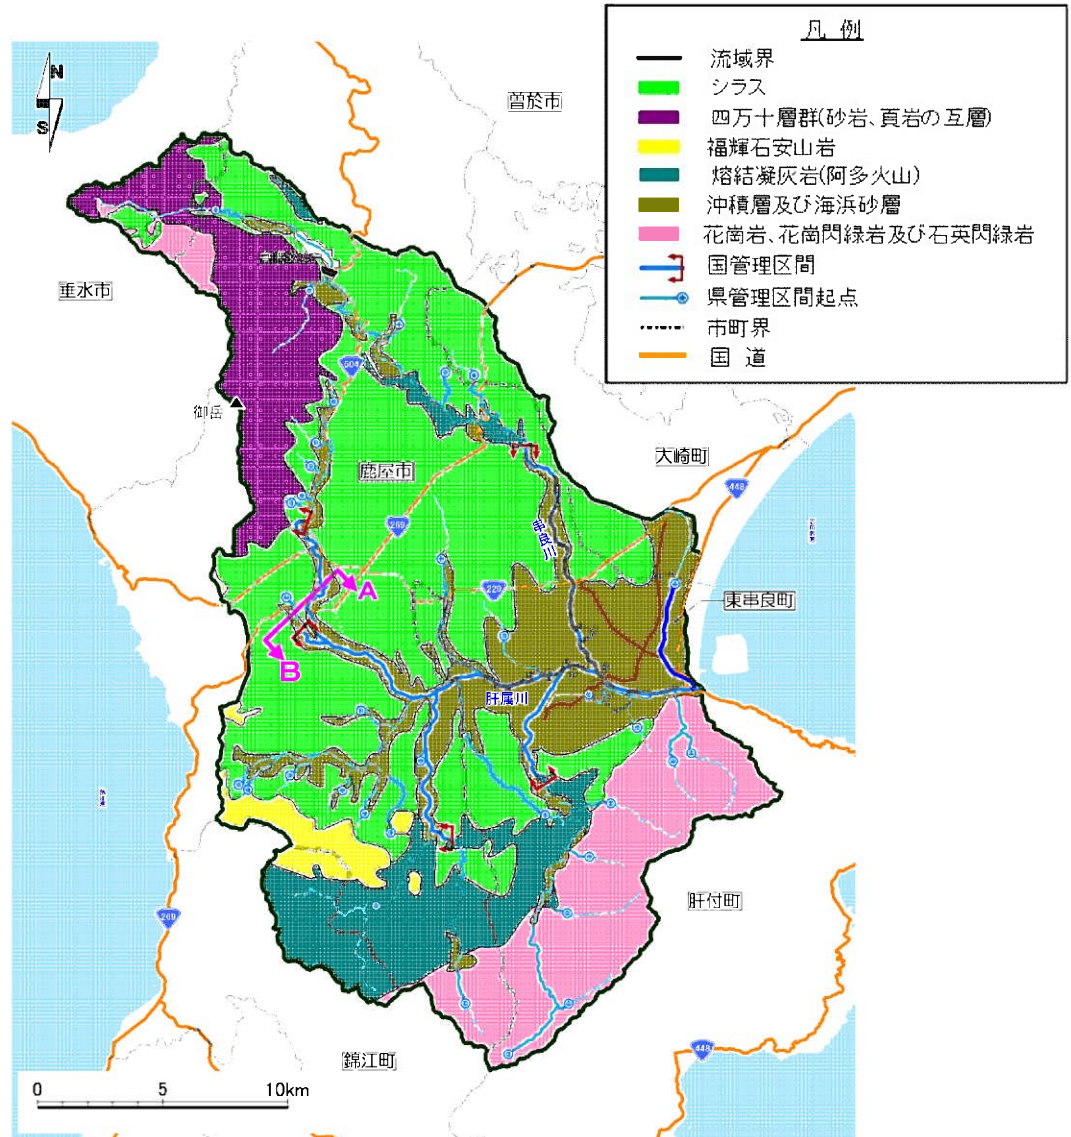 凡 例
流域界
シラス
四万十層群(砂岩、頁岩の互層)
福輝石安山岩
熔結凝灰岩(阿多火山)
沖積層及び海浜砂層
花崗岩、花崗閃緑岩及び石英閃緑岩
国管理区間
県管理区間起点
市町界
国 道
N
S
曽於市
垂水市
504
御岳
鹿屋市
大崎町
448
269
串良川
220
A
東串良町
B
肝属川
肝付町
269
錦江町
448
0 5 10km